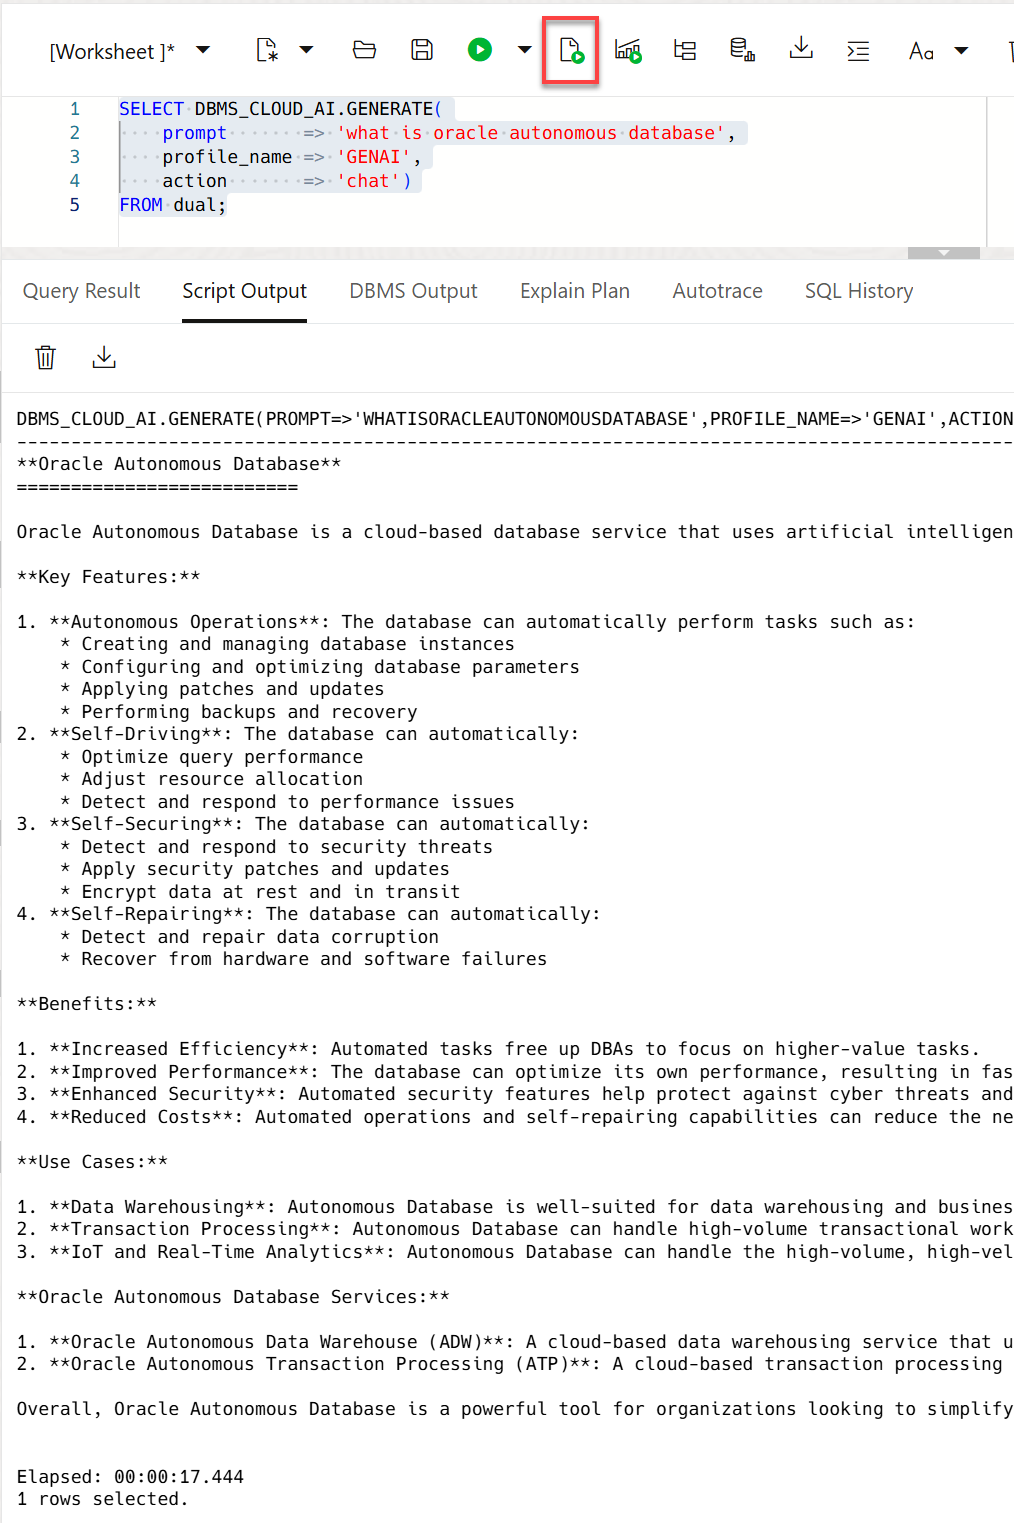 [Worksheet ]*
Aa
1 SELECT DBMS_CLOUD_AI.GENERATE(
2 prompt => 'what is oracle autonomous database',
3 profile_name => 'GENAI',
4 action => 'chat')
5 FROM dual;
Query Result Script Output DBMS Output Explain Plan Autotrace SQL History
DBMS_CLOUD_AI.GENERATE(PROMPT=>'WHATISORACLEAUTONOMOUSDATABASE',PROFILE_NAME=>'GENAI',ACTION
--------------------------------------------------------------------------------------------
**Oracle Autonomous Database**
==========================
Oracle Autonomous Database is a cloud-based database service that uses artificial intelligen
**Key Features:**
1. **Autonomous Operations**: The database can automatically perform tasks such as:
* Creating and managing database instances
* Configuring and optimizing database parameters
* Applying patches and updates
* Performing backups and recovery
2. **Self-Driving**: The database can automatically:
* Optimize query performance
* Adjust resource allocation
* Detect and respond to performance issues
3. **Self-Securing**: The database can automatically:
* Detect and respond to security threats
* Apply security patches and updates
* Encrypt data at rest and in transit
4. **Self-Repairing**: The database can automatically:
* Detect and repair data corruption
* Recover from hardware and software failures
**Benefits:**
1. **Increased Efficiency**: Automated tasks free up DBAs to focus on higher-value tasks.
2. **Improved Performance**: The database can optimize its own performance, resulting in fas
3. **Enhanced Security**: Automated security features help protect against cyber threats and
4. **Reduced Costs**: Automated operations and self-repairing capabilities can reduce the ne
**Use Cases:**
1. **Data Warehousing**: Autonomous Database is well-suited for data warehousing and busines
2. **Transaction Processing**: Autonomous Database can handle high-volume transactional work
3. **IoT and Real-Time Analytics**: Autonomous Database can handle the high-volume, high-vel
**Oracle Autonomous Database Services:**
1. **Oracle Autonomous Data Warehouse (ADW)**: A cloud-based data warehousing service that u
2. **Oracle Autonomous Transaction Processing (ATP)**: A cloud-based transaction processing
Overall, Oracle Autonomous Database is a powerful tool for organizations looking to simplify
Elapsed: 00:00:17.444
1 rows selected.